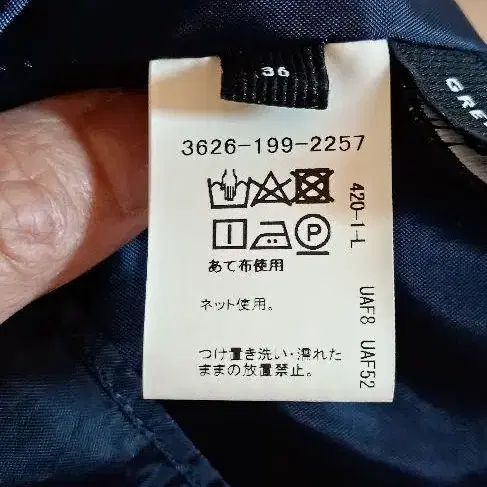 36
GRE
3626-199-2257
P
あて布使用
ネット使用。
つけ置き洗い・濡れた
ままの放置禁止。
420-1-L
UAF8 UAF52